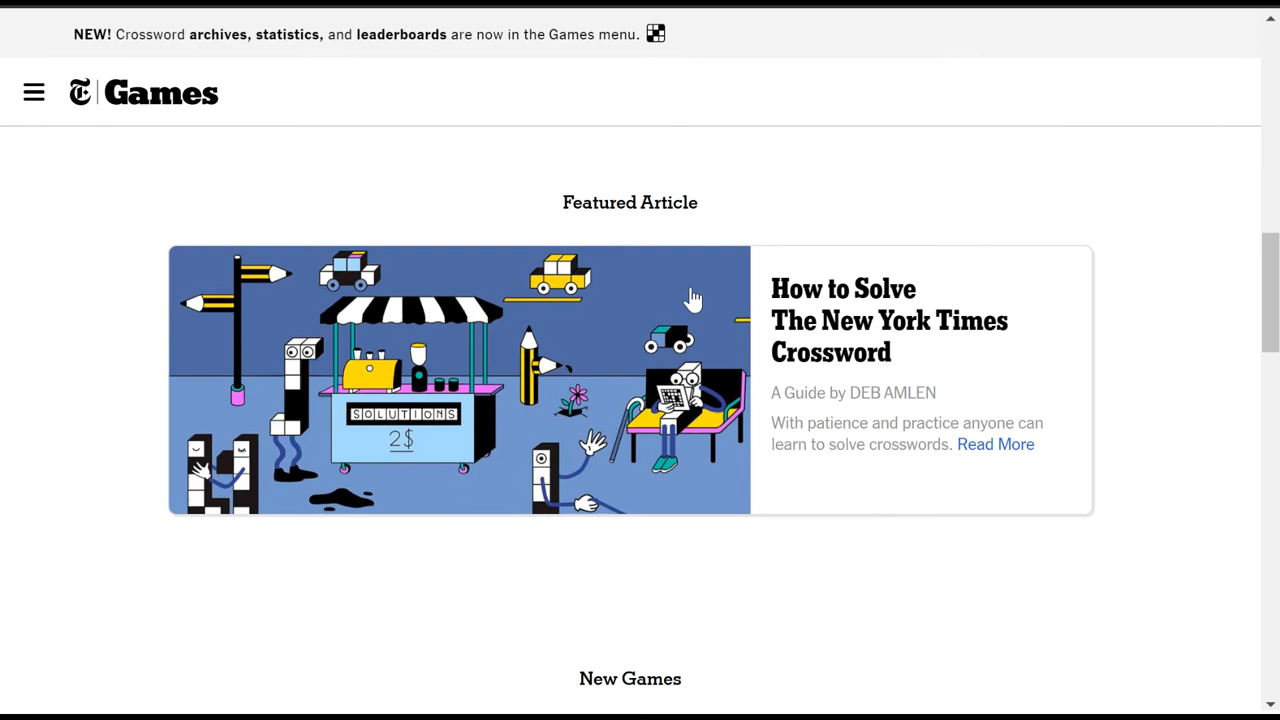 NEW! Crossword archives, statistics, and leaderboards are now in the Games menu.
T Games
Featured Article
SOLUTIONS
2$
How to Solve
The New York Times
Crossword
A Guide by DEB AMLEN
With patience and practice anyone can
learn to solve crosswords. Read More
New Games